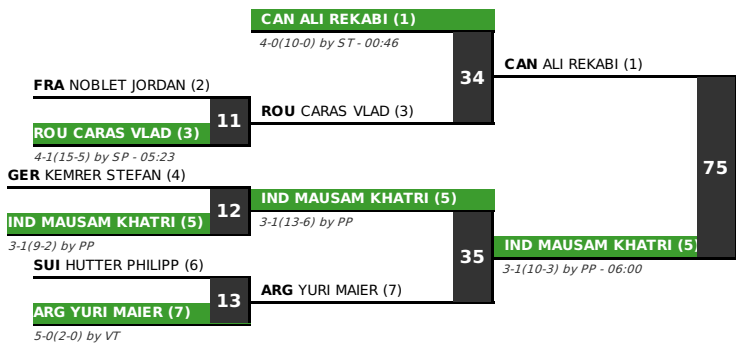 CAN ALI REKABI (1)
4-0(10-0) by ST - 00:46
34
CAN ALI REKABI (1)
FRA NOBLET JORDAN (2)
11
ROU CARAS VLAD (3)
ROU CARAS VLAD (3)
4-1(15-5) by SP - 05:23
75
GER KEMRER STEFAN (4)
12
IND MAUSAM KHATRI (5)
IND MAUSAM KHATRI (5)
3-1(13-6) by PP
3-1(9-2) by PP
35
IND MAUSAM KHATRI (5)
3-1(10-3) by PP - 06:00
SUI HUTTER PHILIPP (6)
13
ARG YURI MAIER (7)
ARG YURI MAIER (7)
5-0(2-0) by VT